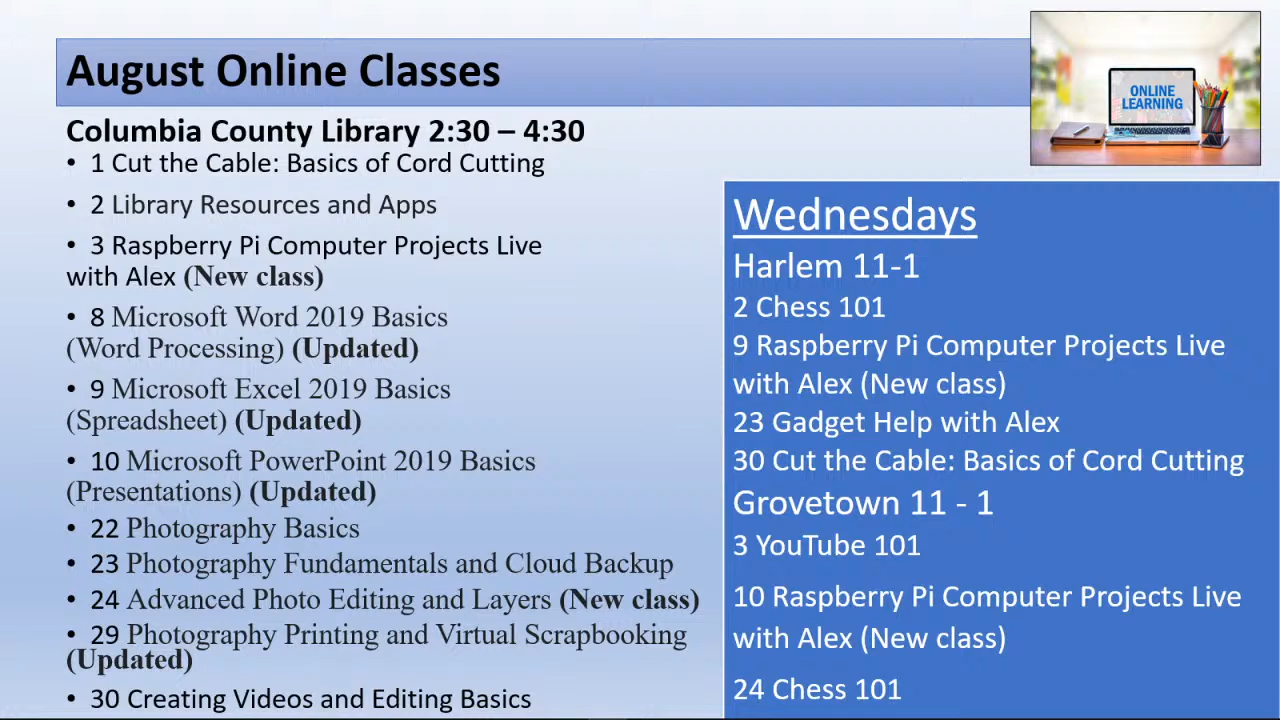 August Online Classes
ONLINE
LEARNING
Columbia County Library 2:30 – 4:30
• 1 Cut the Cable: Basics of Cord Cutting
• 2 Library Resources and Apps
• 3 Raspberry Pi Computer Projects Live
with Alex (New class)
• 8 Microsoft Word 2019 Basics
(Word Processing) (Updated)
• 9 Microsoft Excel 2019 Basics
(Spreadsheet) (Updated)
• 10 Microsoft PowerPoint 2019 Basics
(Presentations) (Updated)
• 22 Photography Basics
• 23 Photography Fundamentals and Cloud Backup
• 24 Advanced Photo Editing and Layers (New class)
• 29 Photography Printing and Virtual Scrapbooking
(Updated)
• 30 Creating Videos and Editing Basics
Wednesdays
Harlem 11-1
2 Chess 101
9 Raspberry Pi Computer Projects Live
with Alex (New class)
23 Gadget Help with Alex
30 Cut the Cable: Basics of Cord Cutting
Grovetown 11 - 1
3 YouTube 101
10 Raspberry Pi Computer Projects Live
with Alex (New class)
24 Chess 101